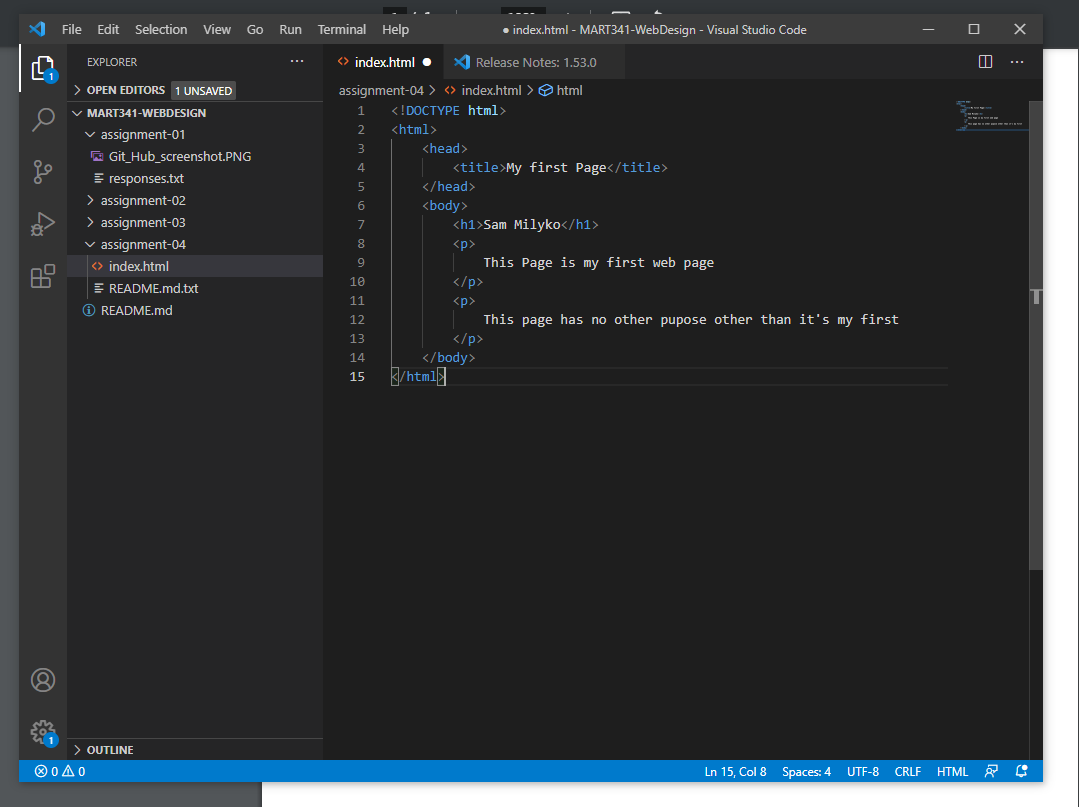 File Edit Selection View Go Run Terminal Help ● index.html - MART341-WebDesign - Visual Studio Code
EXPLORER
OPEN EDITORS 1 UNSAVED
MART341-WEBDESIGN
assignment-01
Git_Hub_screenshot.PNG
responses.txt
assignment-02
assignment-03
assignment-04
index.html
README.md.txt
README.md
OUTLINE
1
1
index.html ● Release Notes: 1.53.0
assignment-04 > index.html > html
1 <!DOCTYPE html>
2 <html>
3 <head>
4 <title>My first Page</title>
5 </head>
6 <body>
7 <h1>Sam Milyko</h1>
8 <p>
9 This Page is my first web page
10 </p>
11 <p>
12 This page has no other pupose other than it's my first
13 </p>
14 </body>
15 </html>
0 0 Ln 15, Col 8 Spaces: 4 UTF-8 CRLF HTML